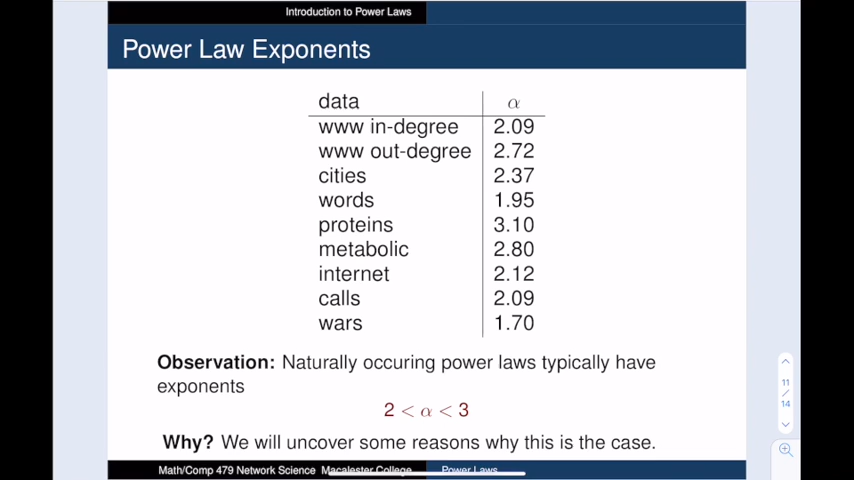 Introduction to Power Laws
Power Law Exponents
data α
www in-degree 2.09
www out-degree 2.72
cities 2.37
words 1.95
proteins 3.10
metabolic 2.80
internet 2.12
calls 2.09
wars 1.70
Observation: Naturally occuring power laws typically have
exponents
2 < α < 3
Why? We will uncover some reasons why this is the case.
Math/Comp 479 Network Science Macalester College Power Laws
11
/
14